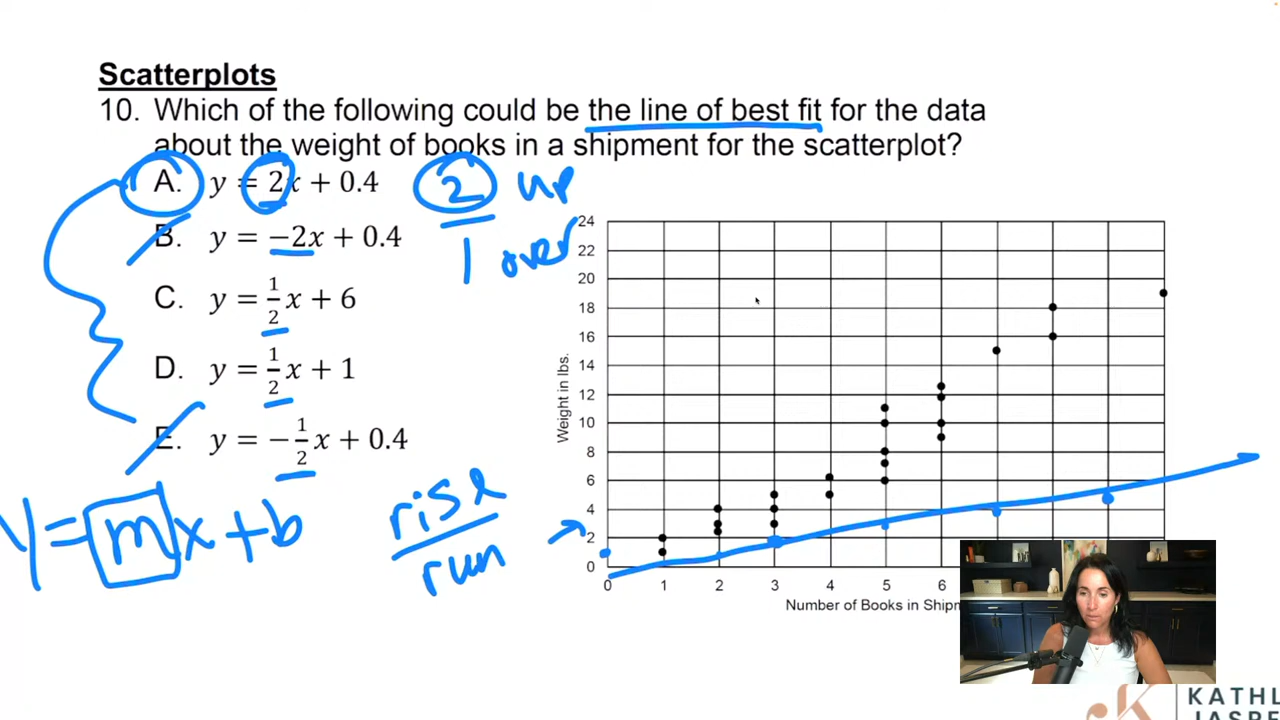 Scatterplots
10. Which of the following could be the line of best fit for the data
about the weight of books in a shipment for the scatterplot?
A. y = 2x + 0.4
B. y = −2x + 0.4
C. y = 1/2 x + 6
D. y = 1/2 x + 1
E. y = −1/2 x + 0.4
2 up
1 over
y = mx + b
rise
run
24
22
20
18
16
14
12
10
8
6
4
2
0
Weight in lbs.
0 1 2 3 4 5 6
Number of Books in
KATHL
JASPE